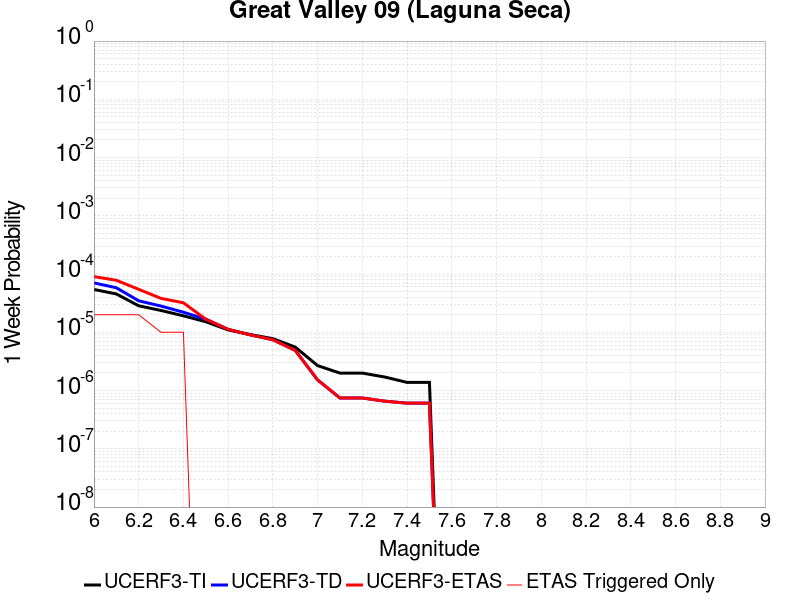 Great Valley 09 (Laguna Seca)
10^0
10^-1
10^-2
10^-3
10^-4
10^-5
10^-6
10^-7
10^-8
1 Week Probability
6 6.2 6.4 6.6 6.8 7 7.2 7.4 7.6 7.8 8 8.2 8.4 8.6 8.8 9
Magnitude
UCERF3-TI UCERF3-TD UCERF3-ETAS ETAS Triggered Only